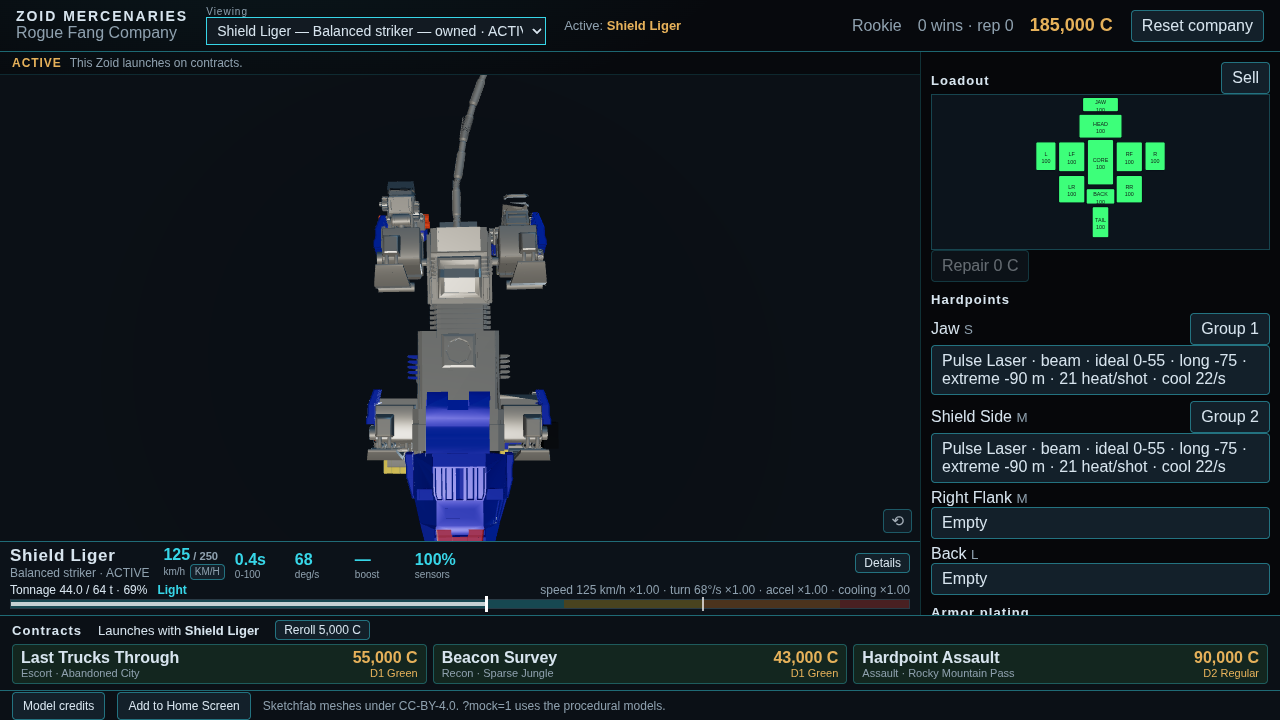 ZOID MERCENARIES
Rogue Fang Company
Viewing
Shield Liger — Balanced striker — owned · ACTIV
Active: Shield Liger
Rookie 0 wins · rep 0 185,000 C
Reset company
ACTIVE This Zoid launches on contracts.
Loadout
Sell
JAW
100
HEAD
100
L
100
LF
100
CORE
100
RF
100
R
100
LR
100
BACK
100
RR
100
TAIL
100
Repair 0 C
Hardpoints
Jaw S
Group 1
Pulse Laser · beam · ideal 0-55 · long -75 ·
extreme -90 m · 21 heat/shot · cool 22/s
Shield Side M
Group 2
Pulse Laser · beam · ideal 0-55 · long -75 ·
extreme -90 m · 21 heat/shot · cool 22/s
Right Flank M
Empty
Back L
Empty
Armor plating
Shield Liger
Balanced striker · ACTIVE
125 / 250
km/h KM/H
0.4s
0-100
68
deg/s
—
boost
100%
sensors
Details
Tonnage 44.0 / 64 t · 69% Light
speed 125 km/h ×1.00 · turn 68°/s ×1.00 · accel ×1.00 · cooling ×1.00
Contracts Launches with Shield Liger
Reroll 5,000 C
Last Trucks Through 55,000 C
Escort · Abandoned City D1 Green
Beacon Survey 43,000 C
Recon · Sparse Jungle D1 Green
Hardpoint Assault 90,000 C
Assault · Rocky Mountain Pass D2 Regular
Model credits
Add to Home Screen
Sketchfab meshes under CC-BY-4.0. ?mock=1 uses the procedural models.